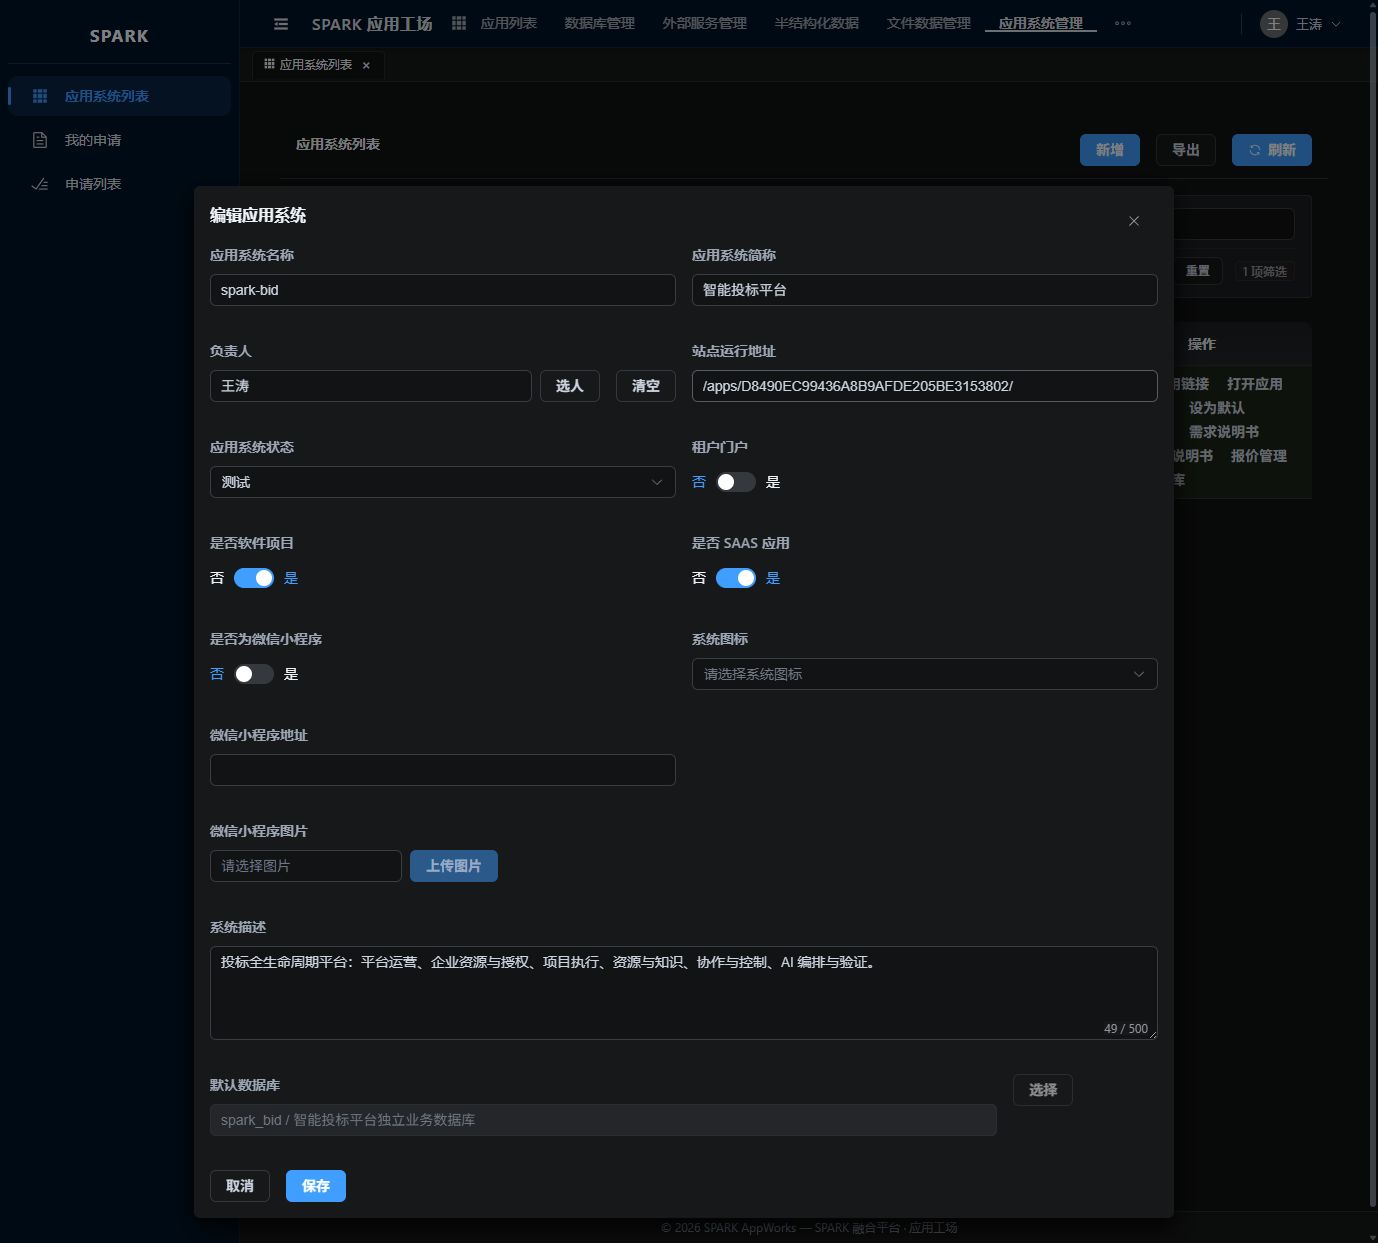 SPARK
SPARK 应用工场
应用列表
数据库管理
外部服务管理
半结构化数据
文件数据管理
应用系统管理
王
王涛
应用系统列表
我的申请
申请列表
应用系统列表
应用系统列表
新增
导出
刷新
重置
1 项筛选
操作
用链接 打开应用
设为默认
需求说明书
说明书 报价管理
库
编辑应用系统
应用系统名称
spark-bid
应用系统简称
智能投标平台
负责人
王涛
选人
清空
站点运行地址
/apps/D8490EC99436A8B9AFDE205BE3153802/
应用系统状态
测试
租户门户
否 是
是否软件项目
否 是
是否 SAAS 应用
否 是
是否为微信小程序
否 是
系统图标
请选择系统图标
微信小程序地址
微信小程序图片
请选择图片
上传图片
系统描述
投标全生命周期平台：平台运营、企业资源与授权、项目执行、资源与知识、协作与控制、AI 编排与验证。
49 / 500
默认数据库
选择
spark_bid / 智能投标平台独立业务数据库
取消
保存
© 2026 SPARK AppWorks — SPARK 融合平台 · 应用工场